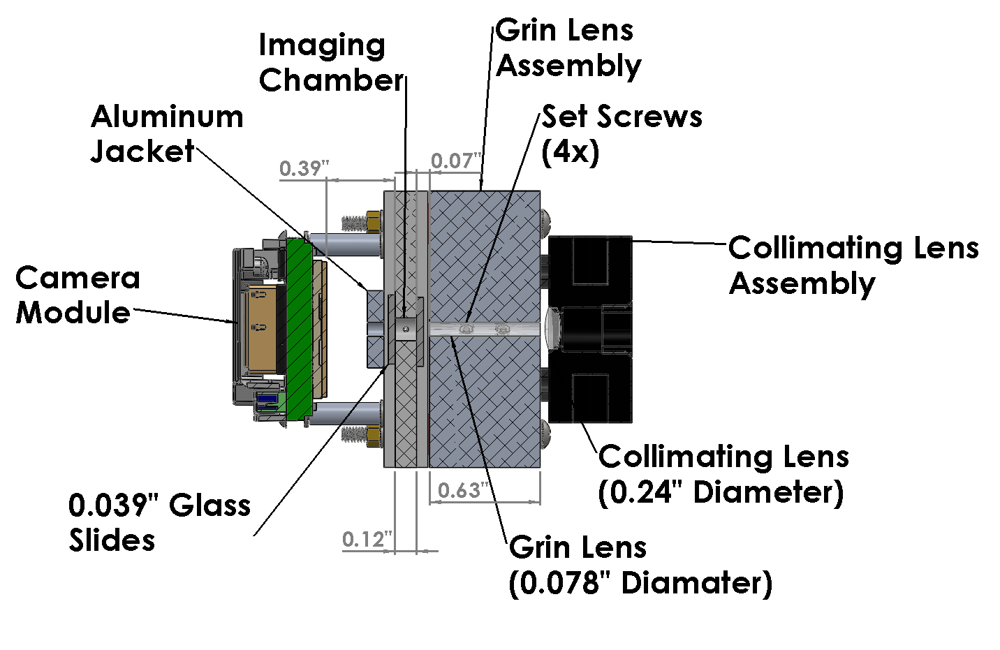 Grin Lens
Assembly
Imaging
Chamber
Set Screws
(4x)
Aluminum
Jacket
0.07"
0.39"
Collimating Lens
Assembly
Camera
Module
Collimating Lens
(0.24" Diameter)
0.63"
0.039" Glass
Slides
0.12"
Grin Lens
(0.078" Diamater)